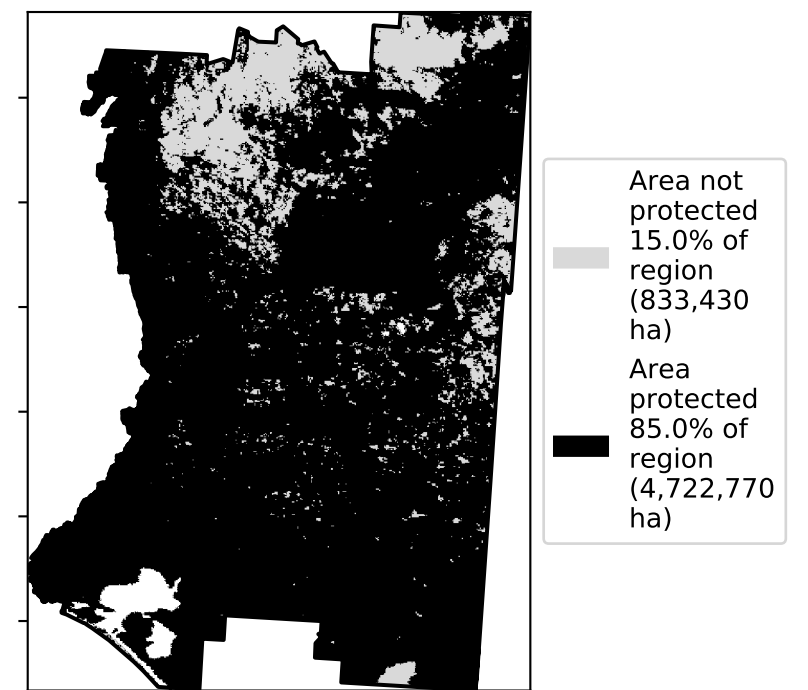 Area not
protected
15.0% of
region
(833,430
ha)
Area
protected
85.0% of
region
(4,722,770
ha)